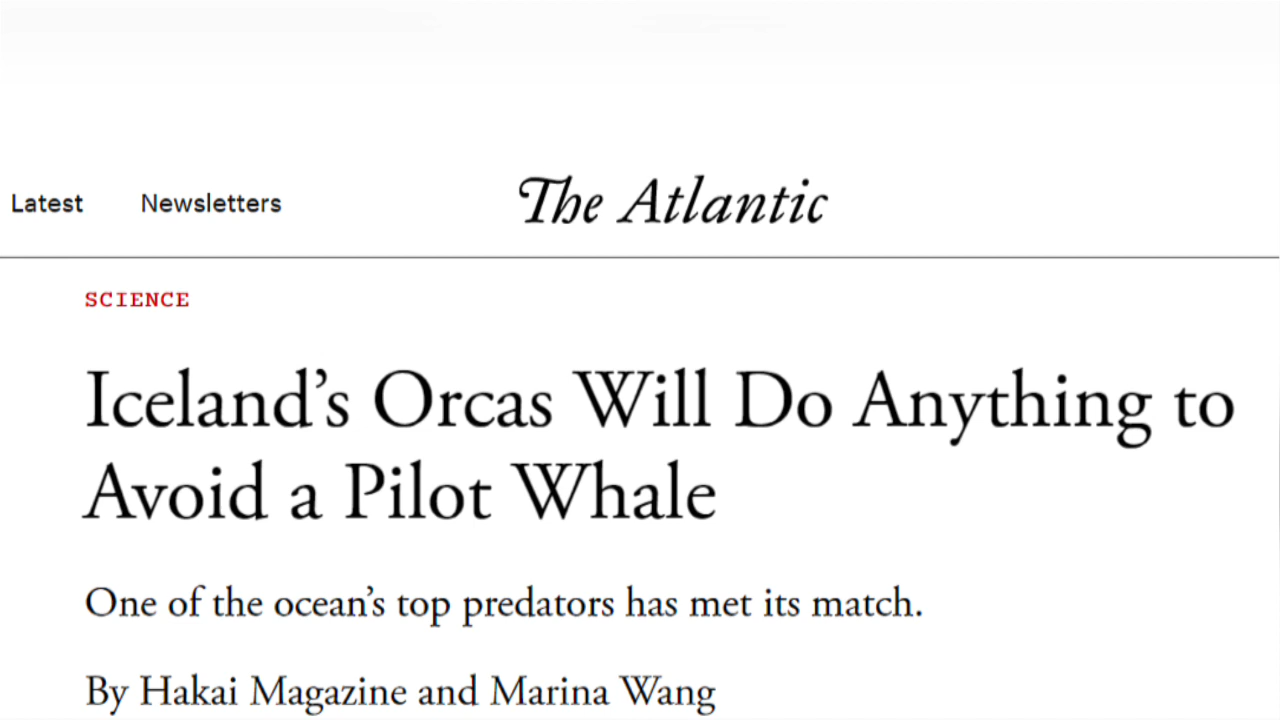 Latest Newsletters The Atlantic
SCIENCE
Iceland’s Orcas Will Do Anything to
Avoid a Pilot Whale
One of the ocean’s top predators has met its match.
By Hakai Magazine and Marina Wang